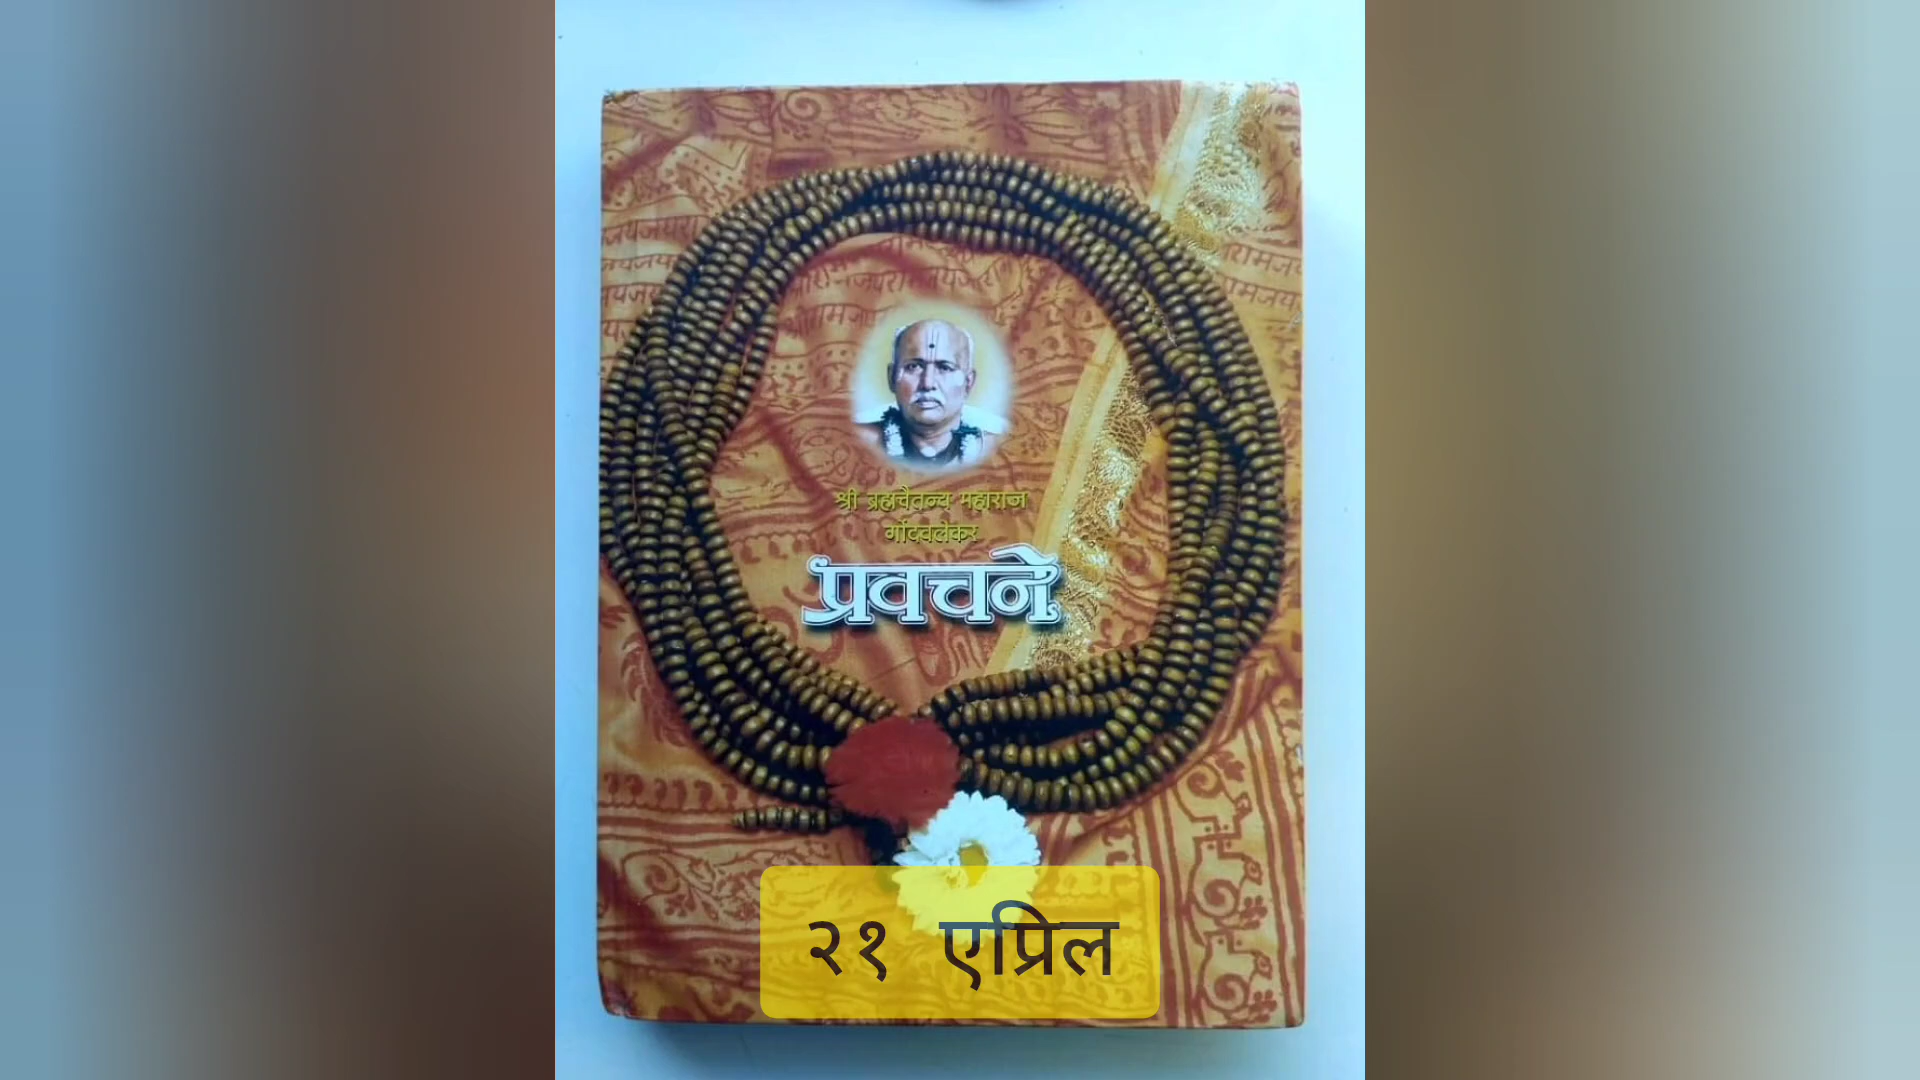 श्री ब्रह्मचैतन्य महाराज
गोंदवलेकर
प्रवचने
२१ एप्रिल